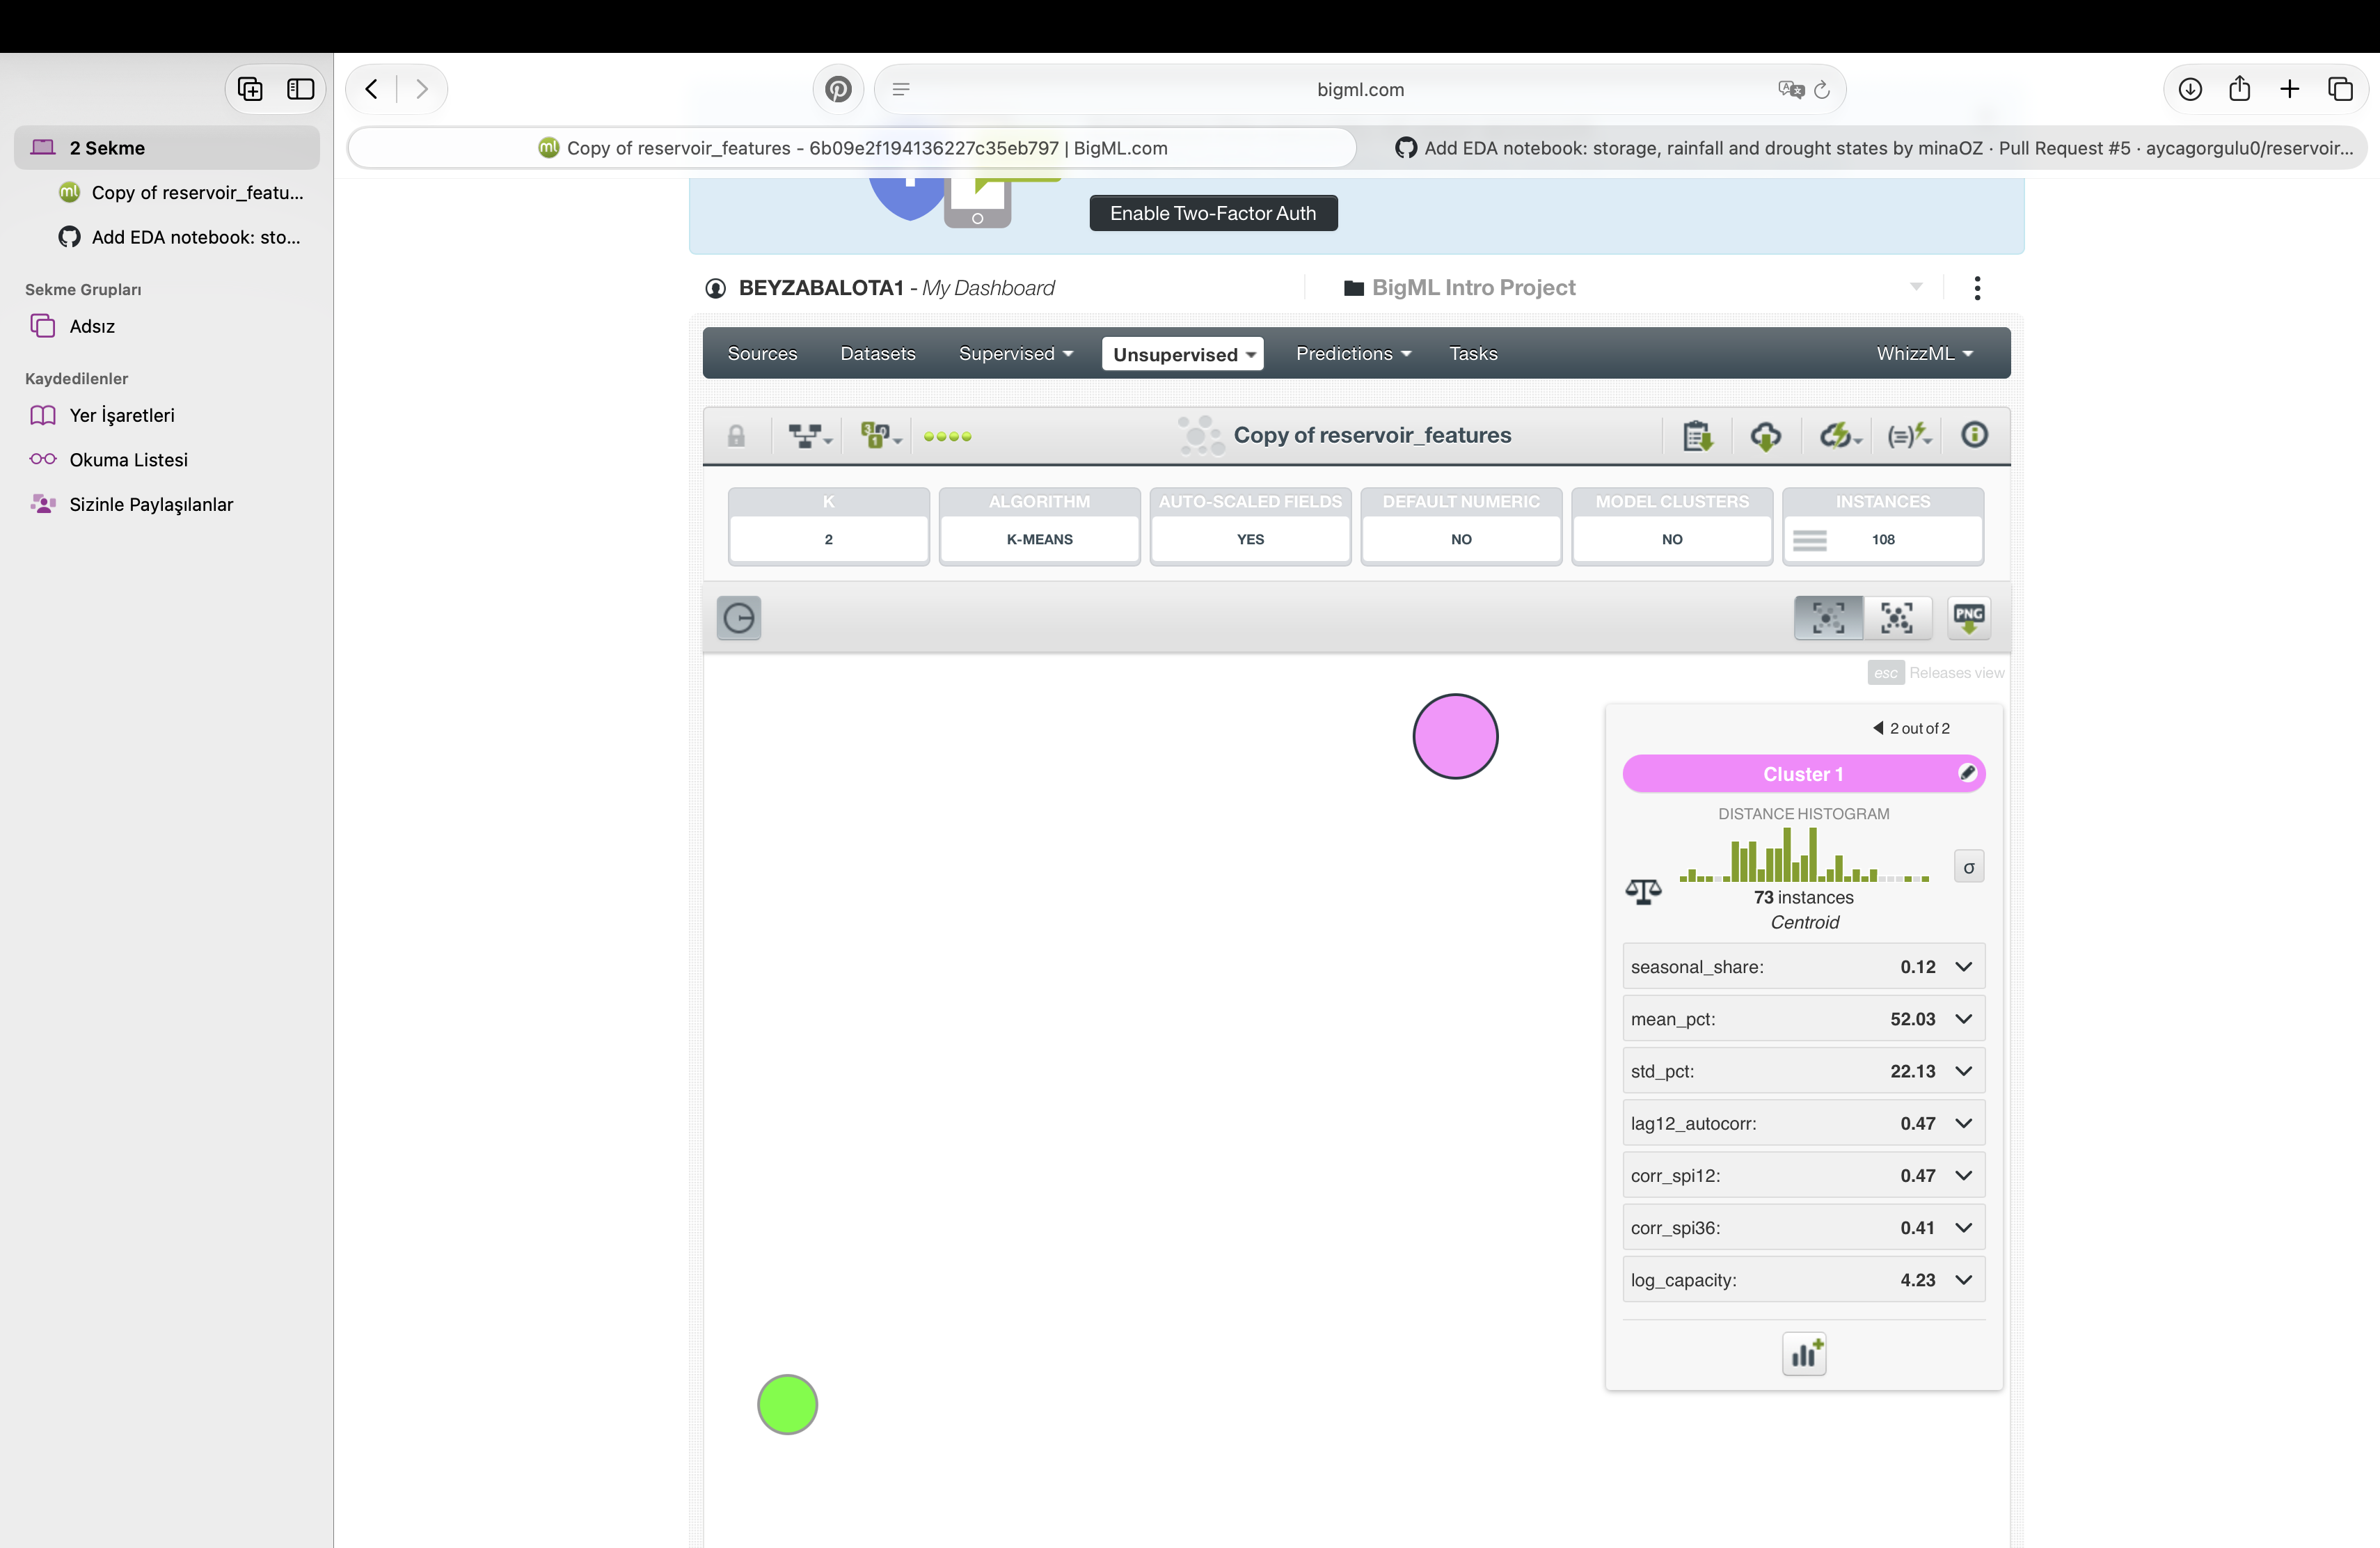 bigml.com
2 Sekme
Copy of reservoir_featu...
Add EDA notebook: sto...
Sekme Grupları
Adsız
Kaydedilenler
Yer İşaretleri
Okuma Listesi
Sizinle Paylaşılanlar
ml Copy of reservoir_features - 6b09e2f194136227c35eb797 | BigML.com
Add EDA notebook: storage, rainfall and drought states by minaOZ · Pull Request #5 · aycagorgulu0/reservoir...
Enable Two-Factor Auth
BEYZABALOTA1 - My Dashboard
BigML Intro Project
Sources Datasets Supervised Unsupervised Predictions Tasks WhizzML
Copy of reservoir_features
K ALGORITHM AUTO-SCALED FIELDS DEFAULT NUMERIC MODEL CLUSTERS INSTANCES
2 K-MEANS YES NO NO 108
PNG
esc Releases view
2 out of 2
Cluster 1
DISTANCE HISTOGRAM
σ
73 instances
Centroid
seasonal_share: 0.12
mean_pct: 52.03
std_pct: 22.13
lag12_autocorr: 0.47
corr_spi12: 0.47
corr_spi36: 0.41
log_capacity: 4.23